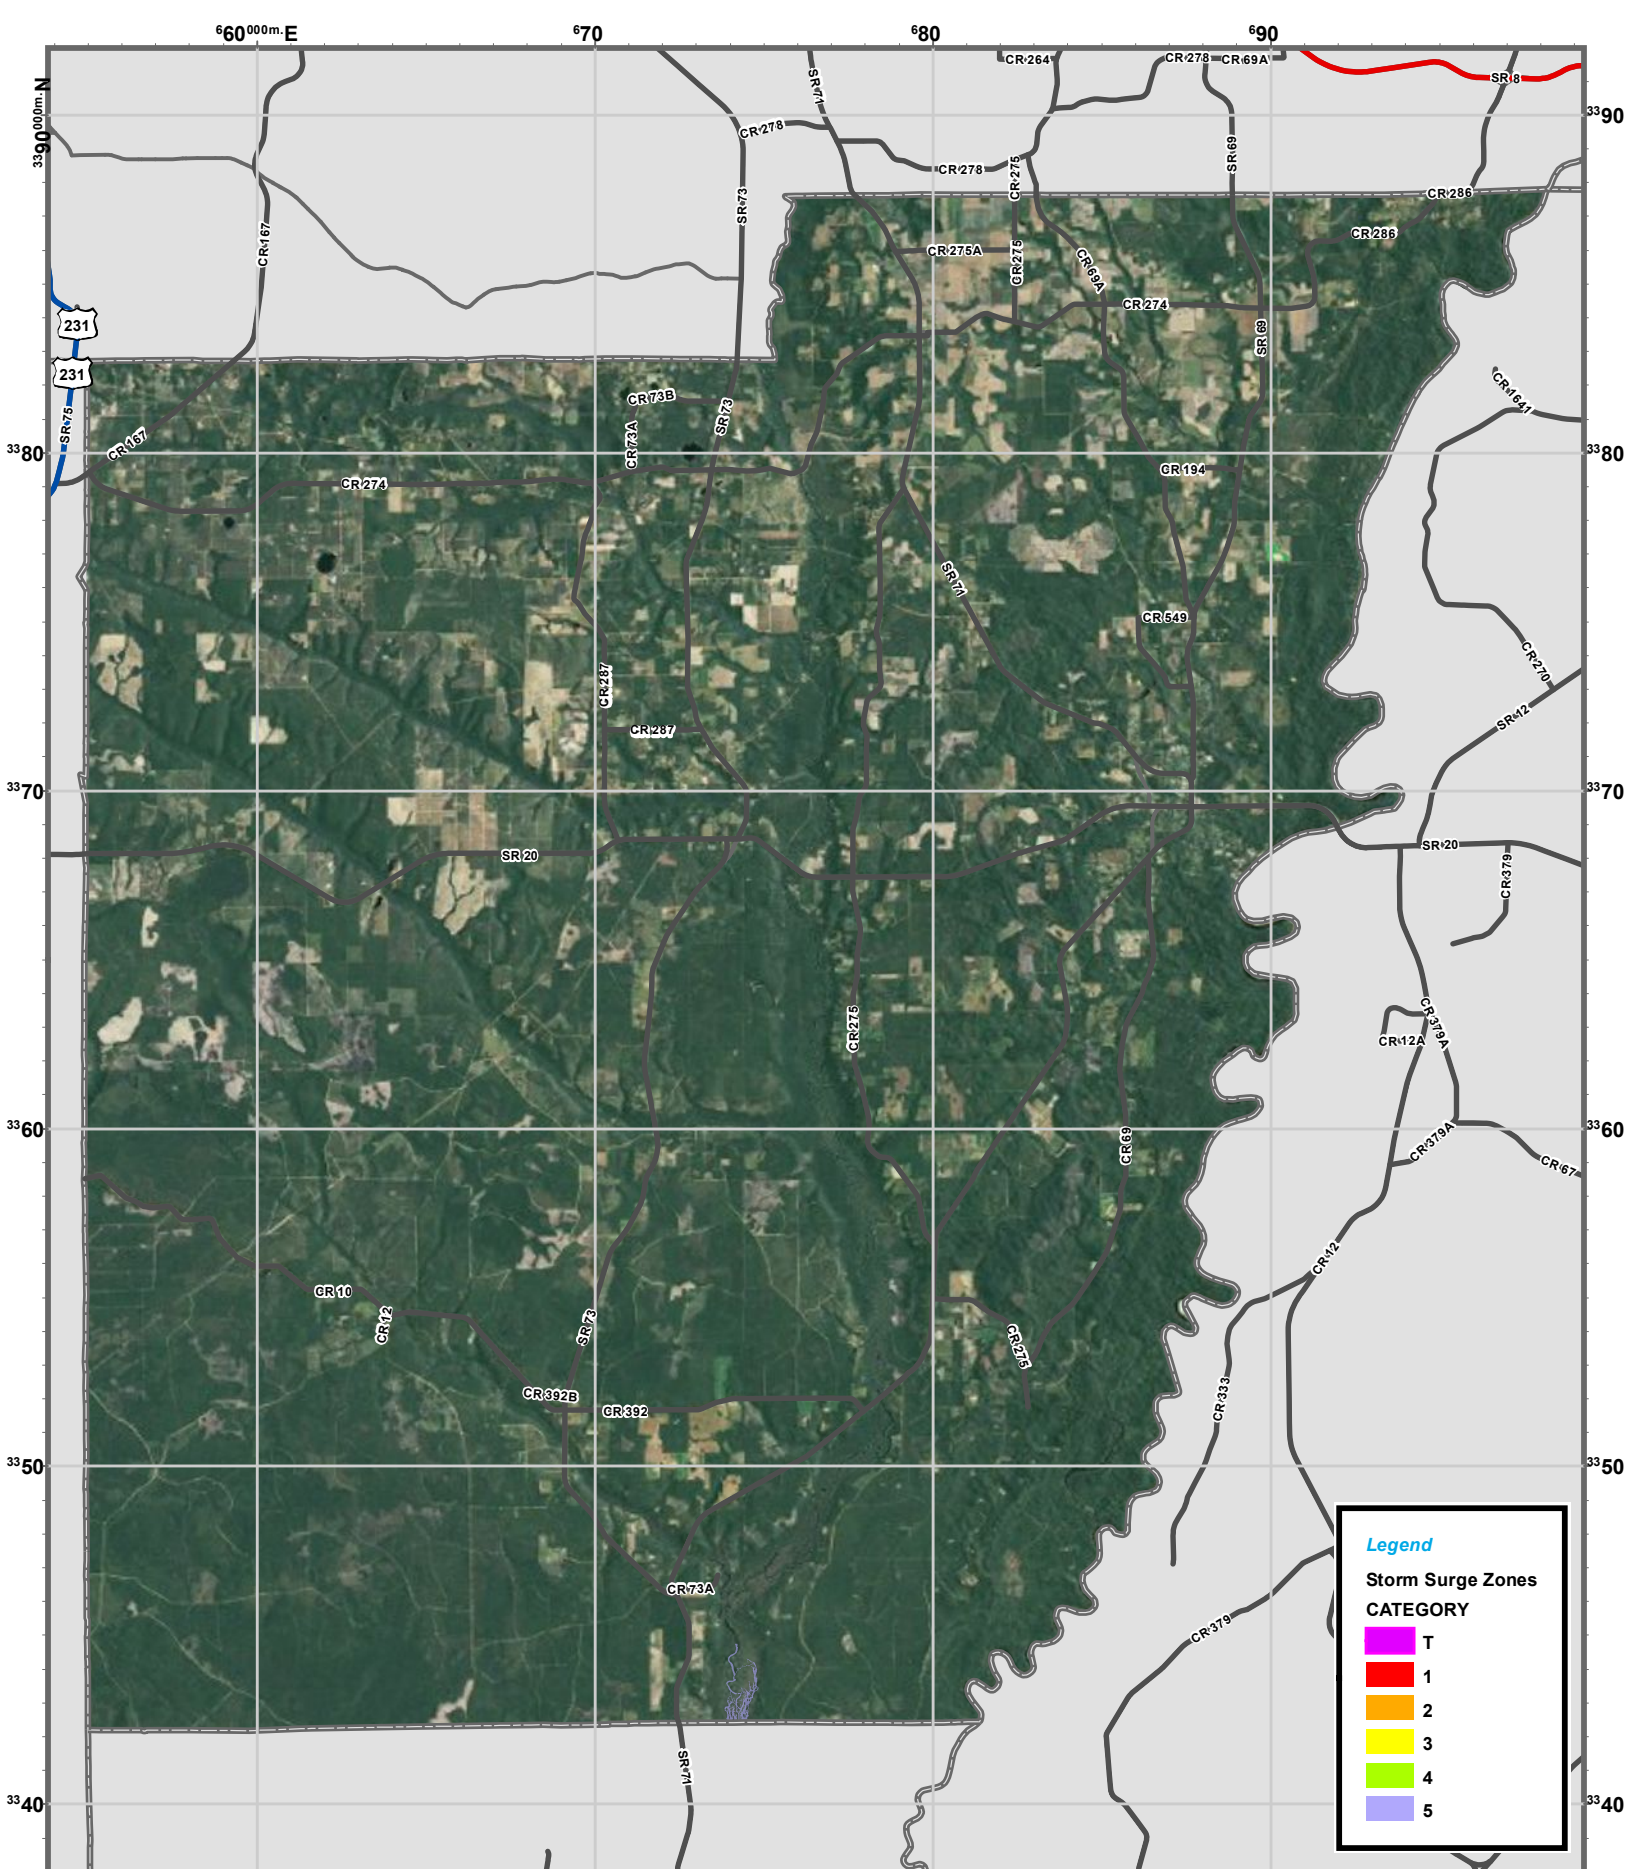 660000m.E
670
680
690
3390000m.N
CR 264
CR 278
CR 69A
SR 8
3390
SR 71
CR 278
SR 69
CR 278
CR 275
CR 286
SR 73
CR 167
CR 286
CR 275A
CR 275
CR 69A
CR 274
231
SR 69
231
CR 1641
CR 73B
SR 73
SR 75
CR 167
CR 73A
3380
3380
CR 194
CR 274
SR 71
CR 549
CR 270
CR 287
SR 12
CR 287
3370
3370
SR 20
SR 20
CR 379
CR 275
CR 379A
CR 12A
3360
3360
CR 69
CR 379A
CR 67
CR 12
CR 10
CR 12
SR 73
CR 275
CR 392B
CR 333
CR 392
3350
3350
CR 73A
CR 379
SR 71
3340
3340
Legend
Storm Surge Zones
CATEGORY
T
1
2
3
4
5